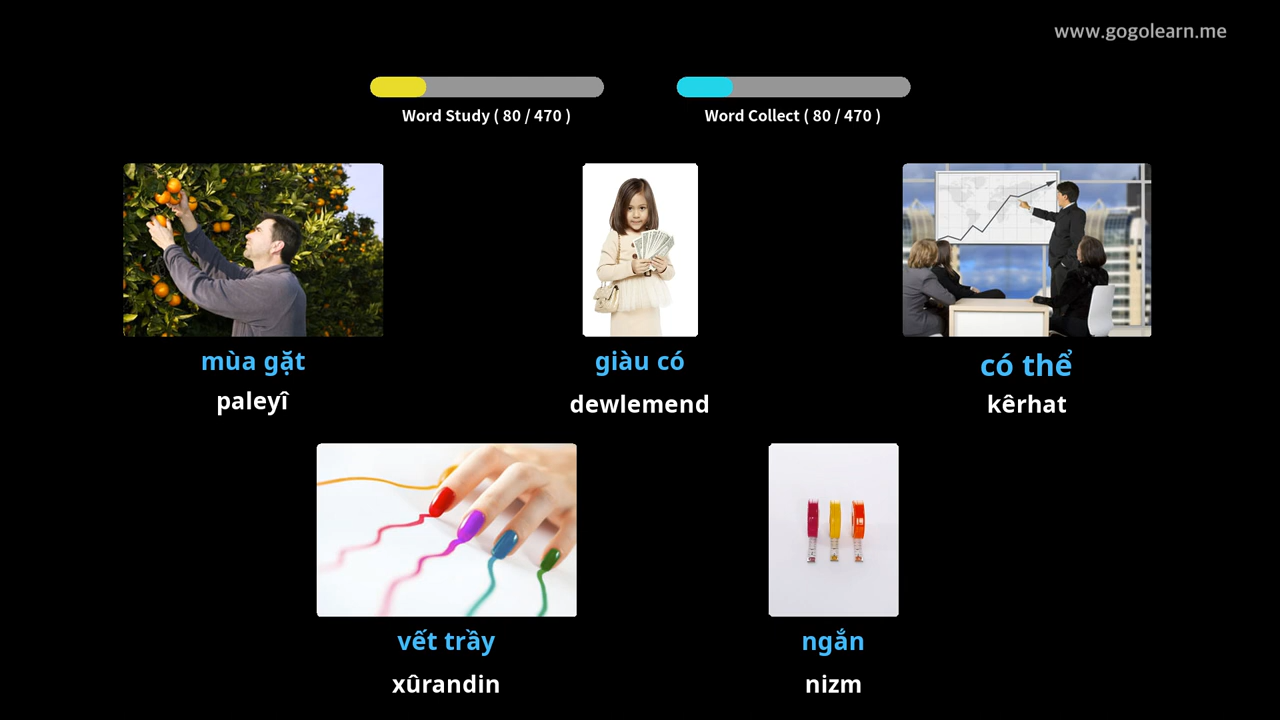 www.gogolearn.me
Word Study ( 80 / 470 )
Word Collect ( 80 / 470 )
mùa gặt
paleyî
giàu có
dewlemend
có thể
kêrhat
vết trầy
xûrandin
ngắn
nizm